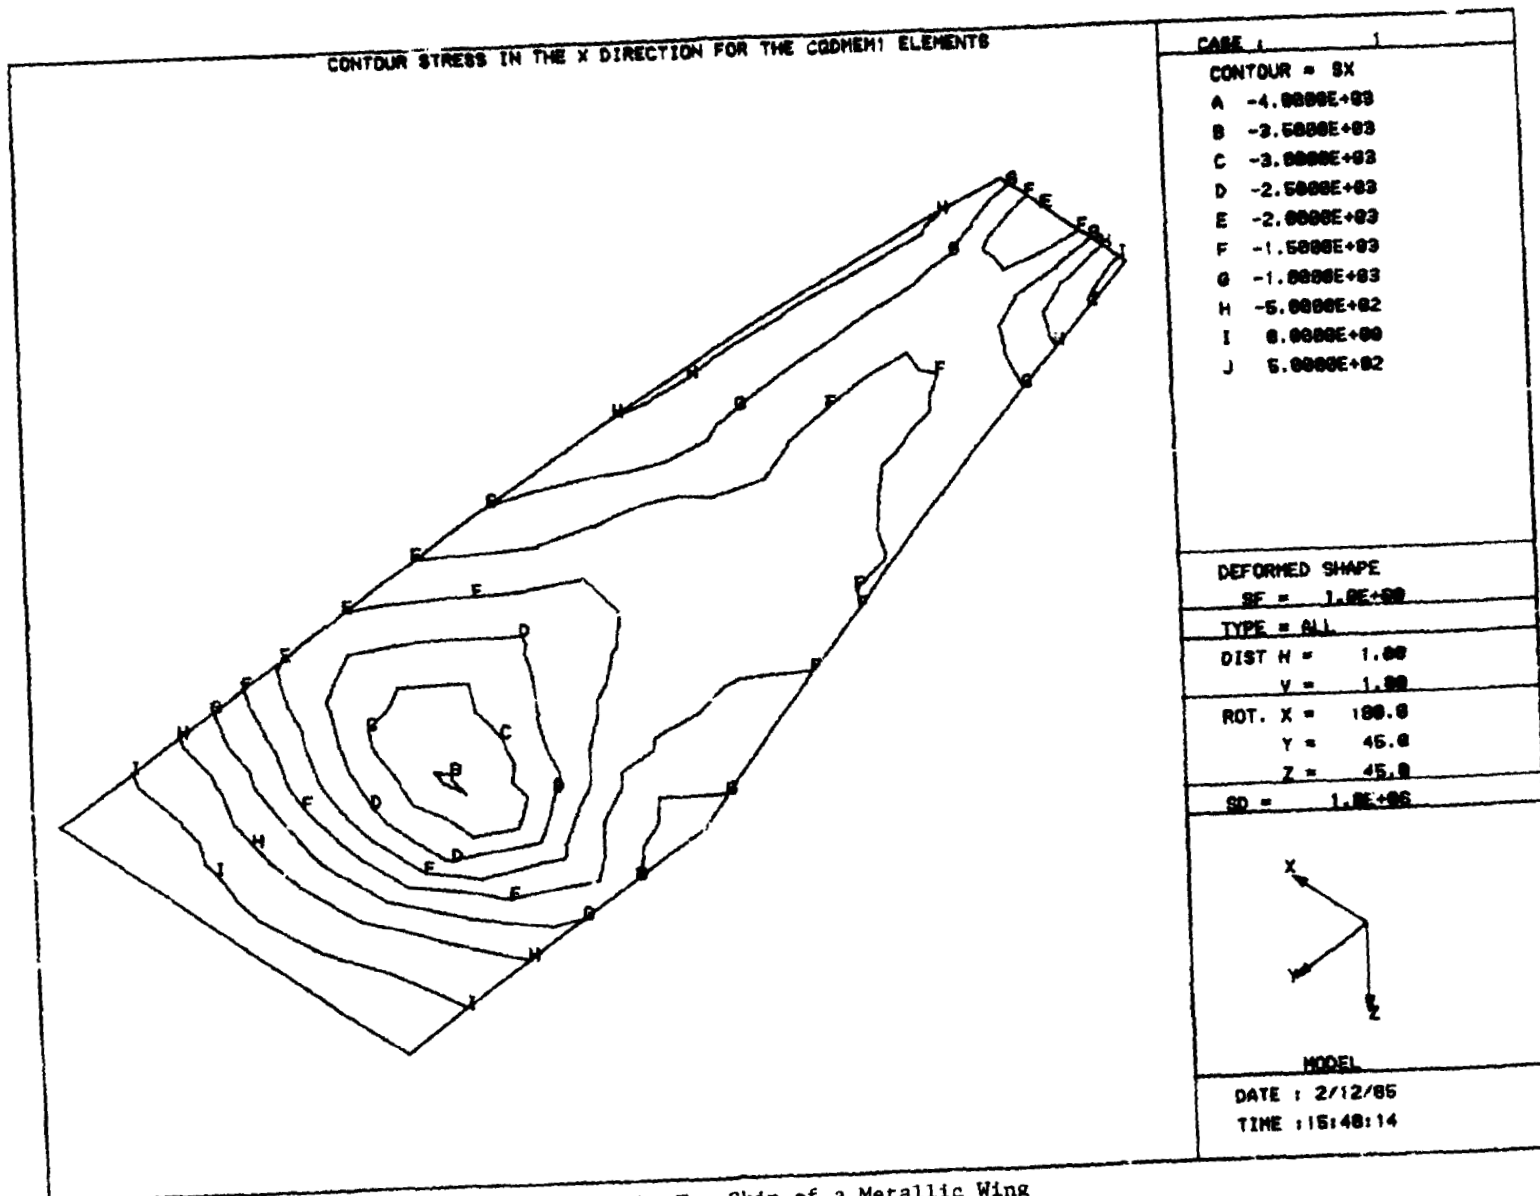 CONTOUR STRESS IN THE X DIRECTION FOR THE CQDMEM1 ELEMENTS
CASE : 1
CONTOUR = SX
A -4.0000E+03
B -3.5000E+03
C -3.0000E+03
D -2.5000E+03
E -2.0000E+03
F -1.5000E+03
G -1.0000E+03
H -5.0000E+02
I 0.0000E+00
J 5.0000E+02
DEFORMED SHAPE
SF = 1.0E+00
TYPE = ALL
DIST H = 1.00
V = 1.00
ROT. X = 180.0
Y = 45.0
Z = 45.0
SD = 1.0E+06
X
Y
Z
MODEL
DATE : 2/12/85
TIME :15:48:14
G
F
E
F
G
H
I
H
G
H
G
F
F
H
G
G
F
F
E
E
D
E
F
G
H
I
C
B
D
F
D
E
F
H
I
G
H
I
F
G
Top Skin of a Metallic Wing